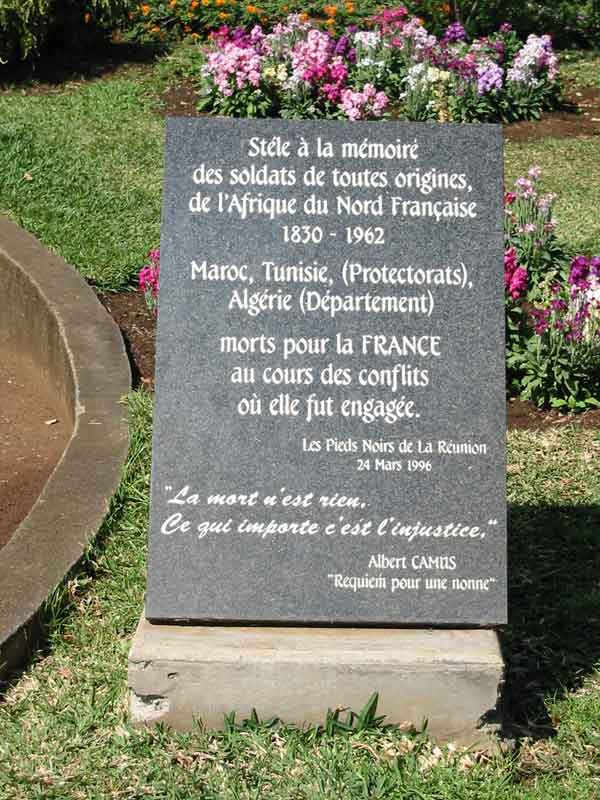 Stéle à la mémoire
des soldats de toutes origines,
de l'Afrique du Nord Française
1830 - 1962
Maroc, Tunisie, (Protectorats),
Algérie (Département)
morts pour la FRANCE
au cours des conflits
où elle fut engagée.
Les Pieds Noirs de La Réunion
24 Mars 1996
"La mort n'est rien.
Ce qui importe c'est l'injustice."
Albert CAMUS
"Requiem pour une nonne"